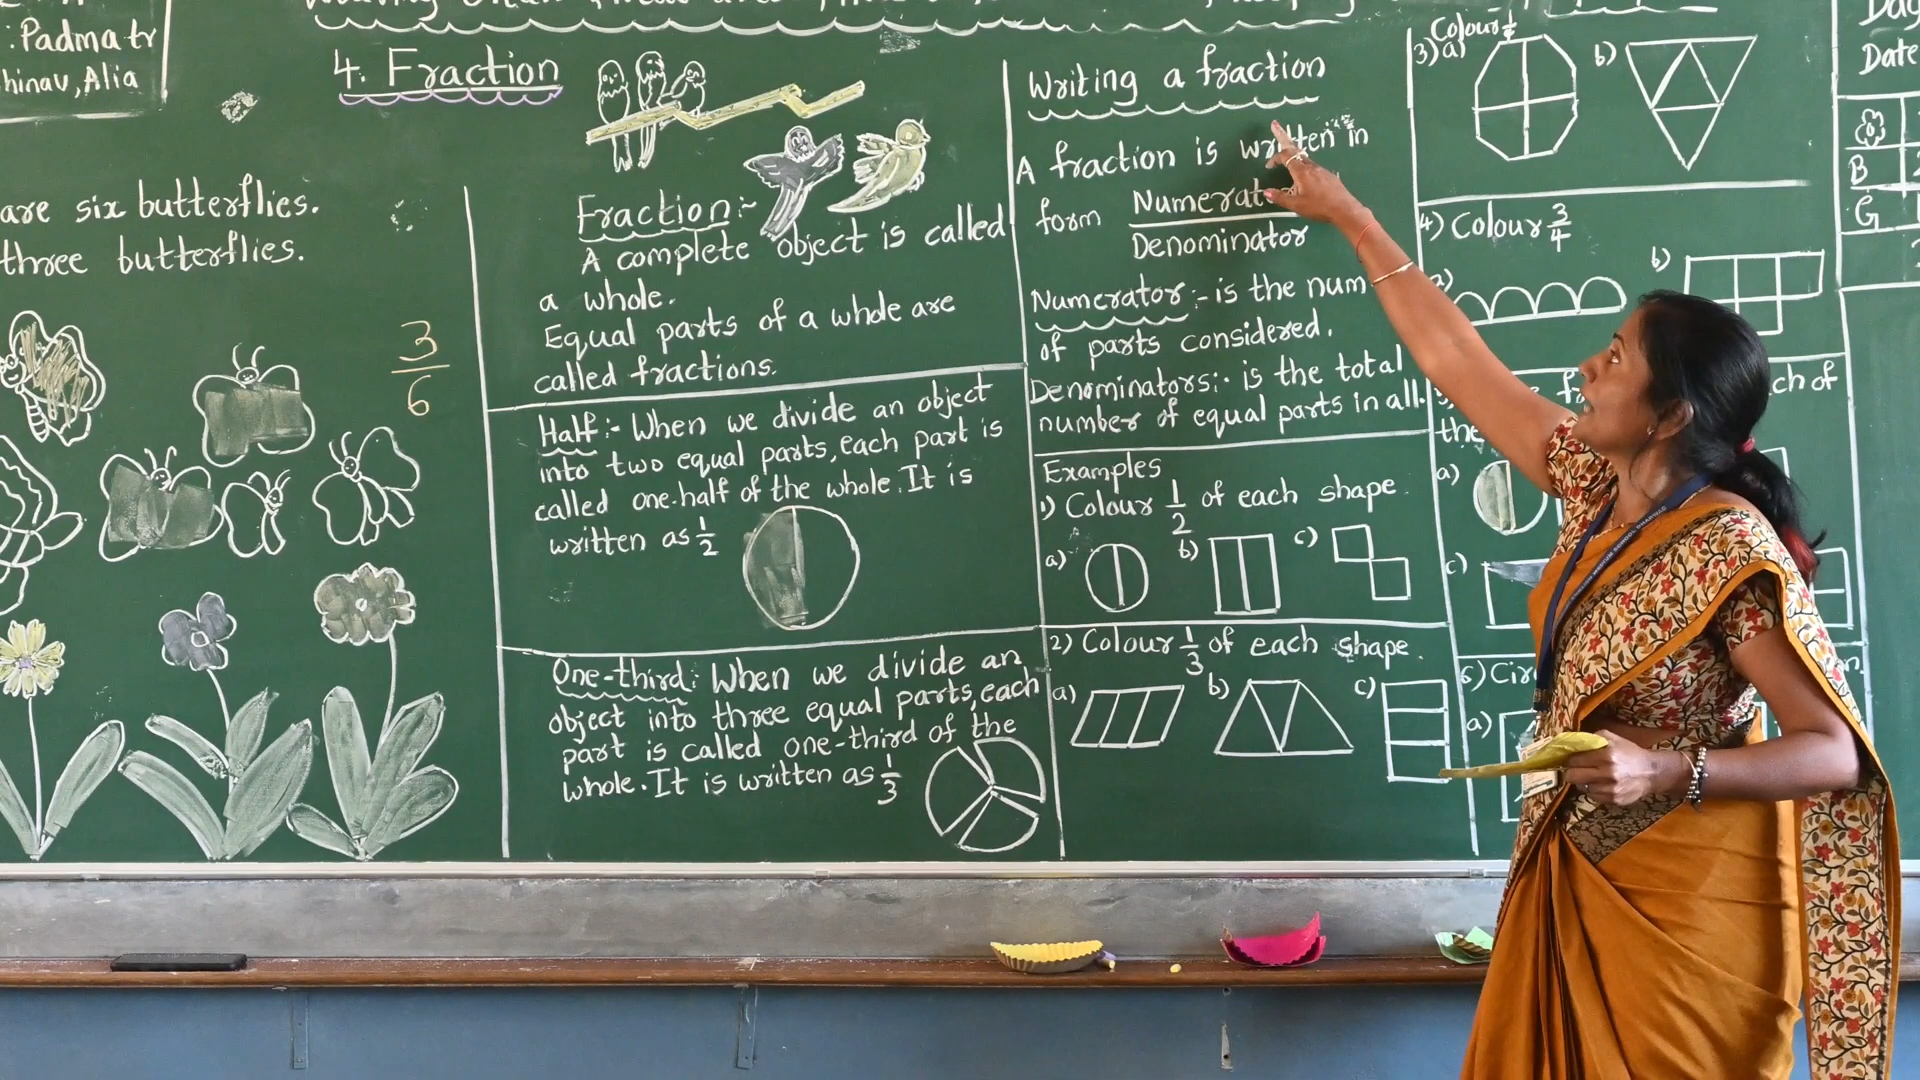 . Padma tr
hinav, Alia
4. Fraction
are six butterflies.
three butterflies.
3
6
Fraction:-
A complete object is called
a whole.
Equal parts of a whole are
called fractions.
Half:- When we divide an object
into two equal parts, each part is
called one-half of the whole. It is
written as 1/2
One-third: When we divide an
object into three equal parts, each
part is called one-third of the
whole. It is written as 1/3
Writing a fraction
A fraction is written in
form Numerat
Denominator
Numerator:- is the num
of parts considered.
Denominators:- is the total
number of equal parts in all.
Examples
1) Colour 1/2 of each shape.
a) b) c)
2) Colour 1/3 of each shape.
a) b) c)
Colour
3) a) b)
4) Colour 3/4
b)
ch of
the
a)
c)
6) Cir
a)
Day
Date
B
G